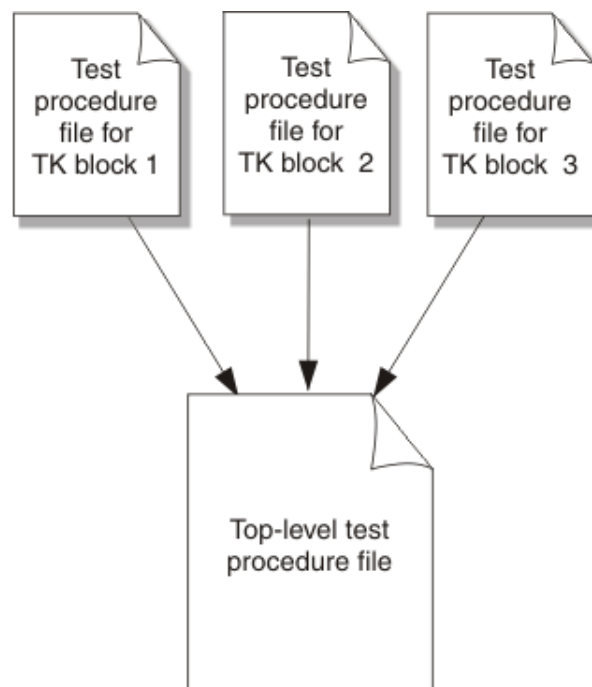 Test
procedure
file for
TK block 1
Test
procedure
file for
TK block  2
Test
procedure
file for
TK block  3
Top-level test
procedure file